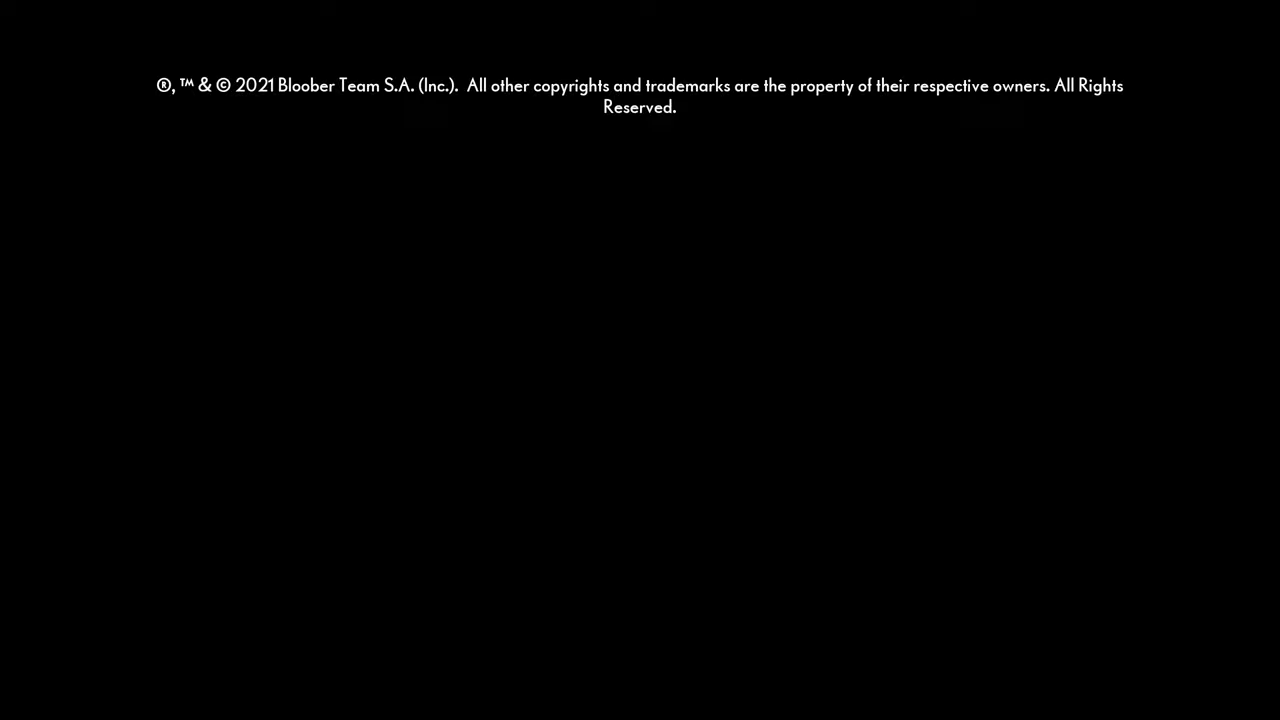 ®, ™ & © 2021 Bloober Team S.A. (Inc.).  All other copyrights and trademarks are the property of their respective owners. All Rights
Reserved.